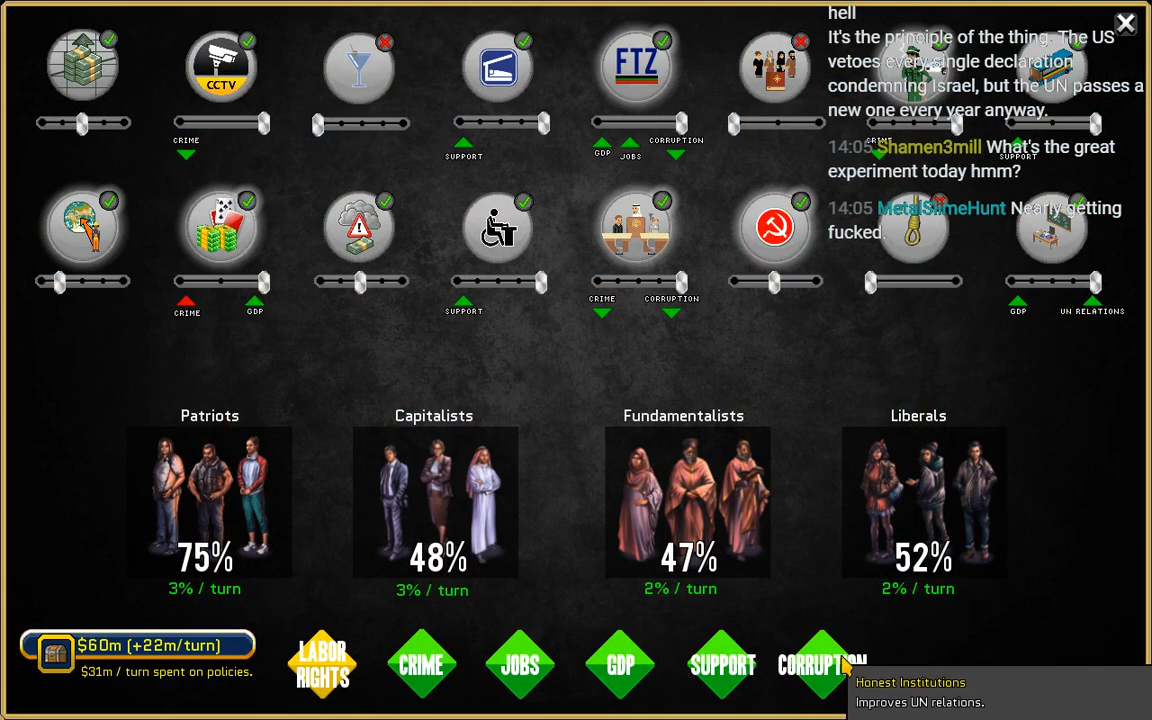 hell
It's the principle of the thing. The US
vetoes every single declaration
condemning Israel, but the UN passes a
new one every year anyway.
14:05 Shamen3mill What's the great
experiment today hmm?
14:05 MetalSlimeHunt Nearly getting
fucked.
CCTV
FTZ
CRIME
SUPPORT
GDP JOBS CORRUPTION
CRIME
SUPPORT
CRIME GDP
SUPPORT
CRIME CORRUPTION
GDP UN RELATIONS
Patriots Capitalists Fundamentalists Liberals
75% 48% 47% 52%
3% / turn 3% / turn 2% / turn 2% / turn
$60m (+22m/turn)
$31m / turn spent on policies.
LABOR
RIGHTS
CRIME JOBS GDP SUPPORT CORRUPTION
Honest Institutions
Improves UN relations.